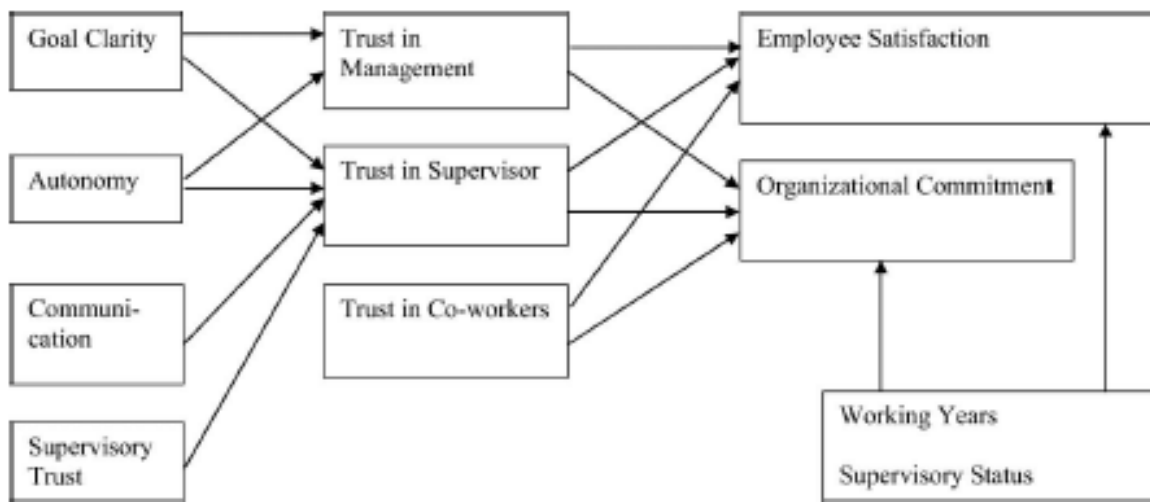 Goal Clarity
Trust in
Management
Employee Satisfaction
Autonomy
Trust in Supervisor
Organizational Commitment
Communi-
cation
Trust in Co-workers
Supervisory
Trust
Working Years
Supervisory Status